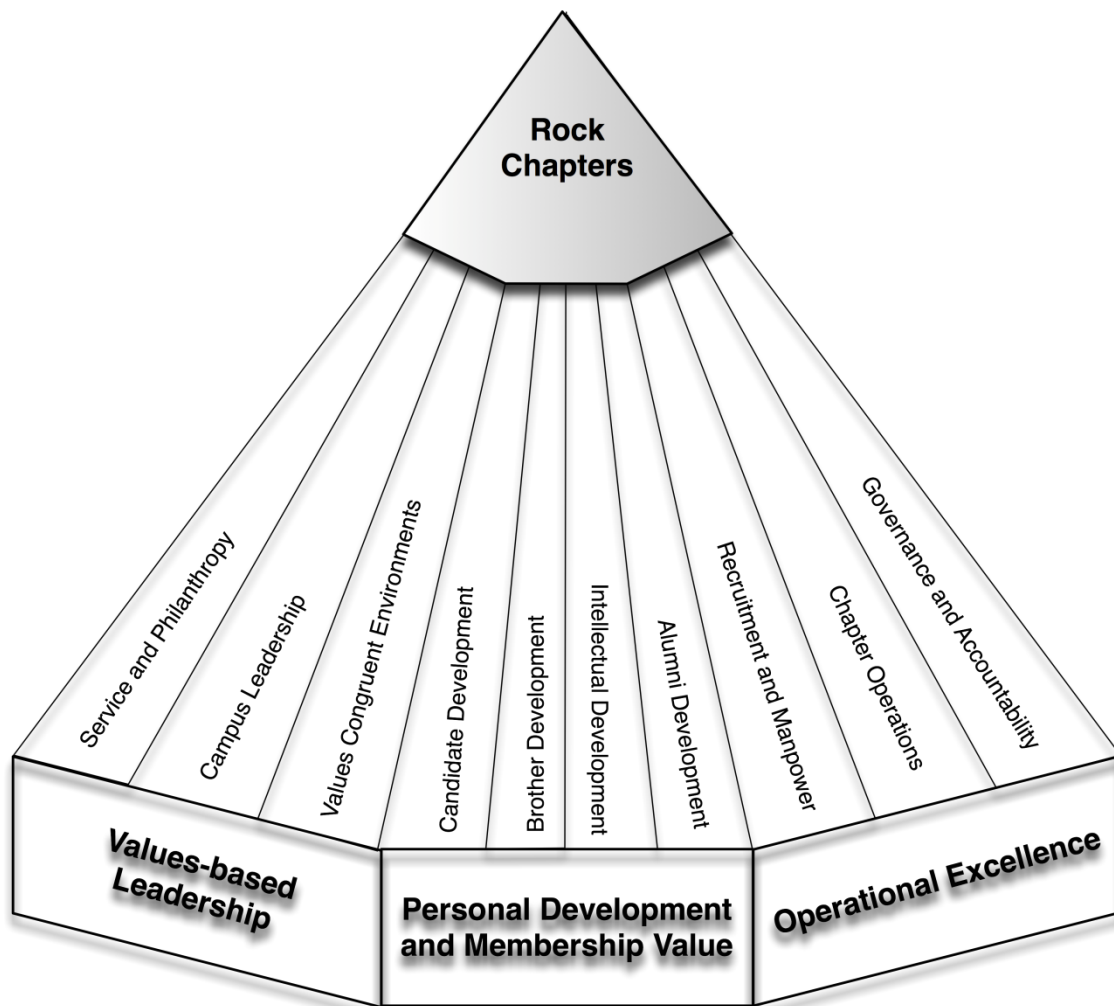 Rock
Chapters
Service and Philanthropy
Campus Leadership
Values Congruent Environments
Candidate Development
Brother Development
Intellectual Development
Alumni Development
Recruitment and Manpower
Chapter Operations
Governance and Accountability
Values-based
Leadership
Personal Development
and Membership Value
Operational Excellence